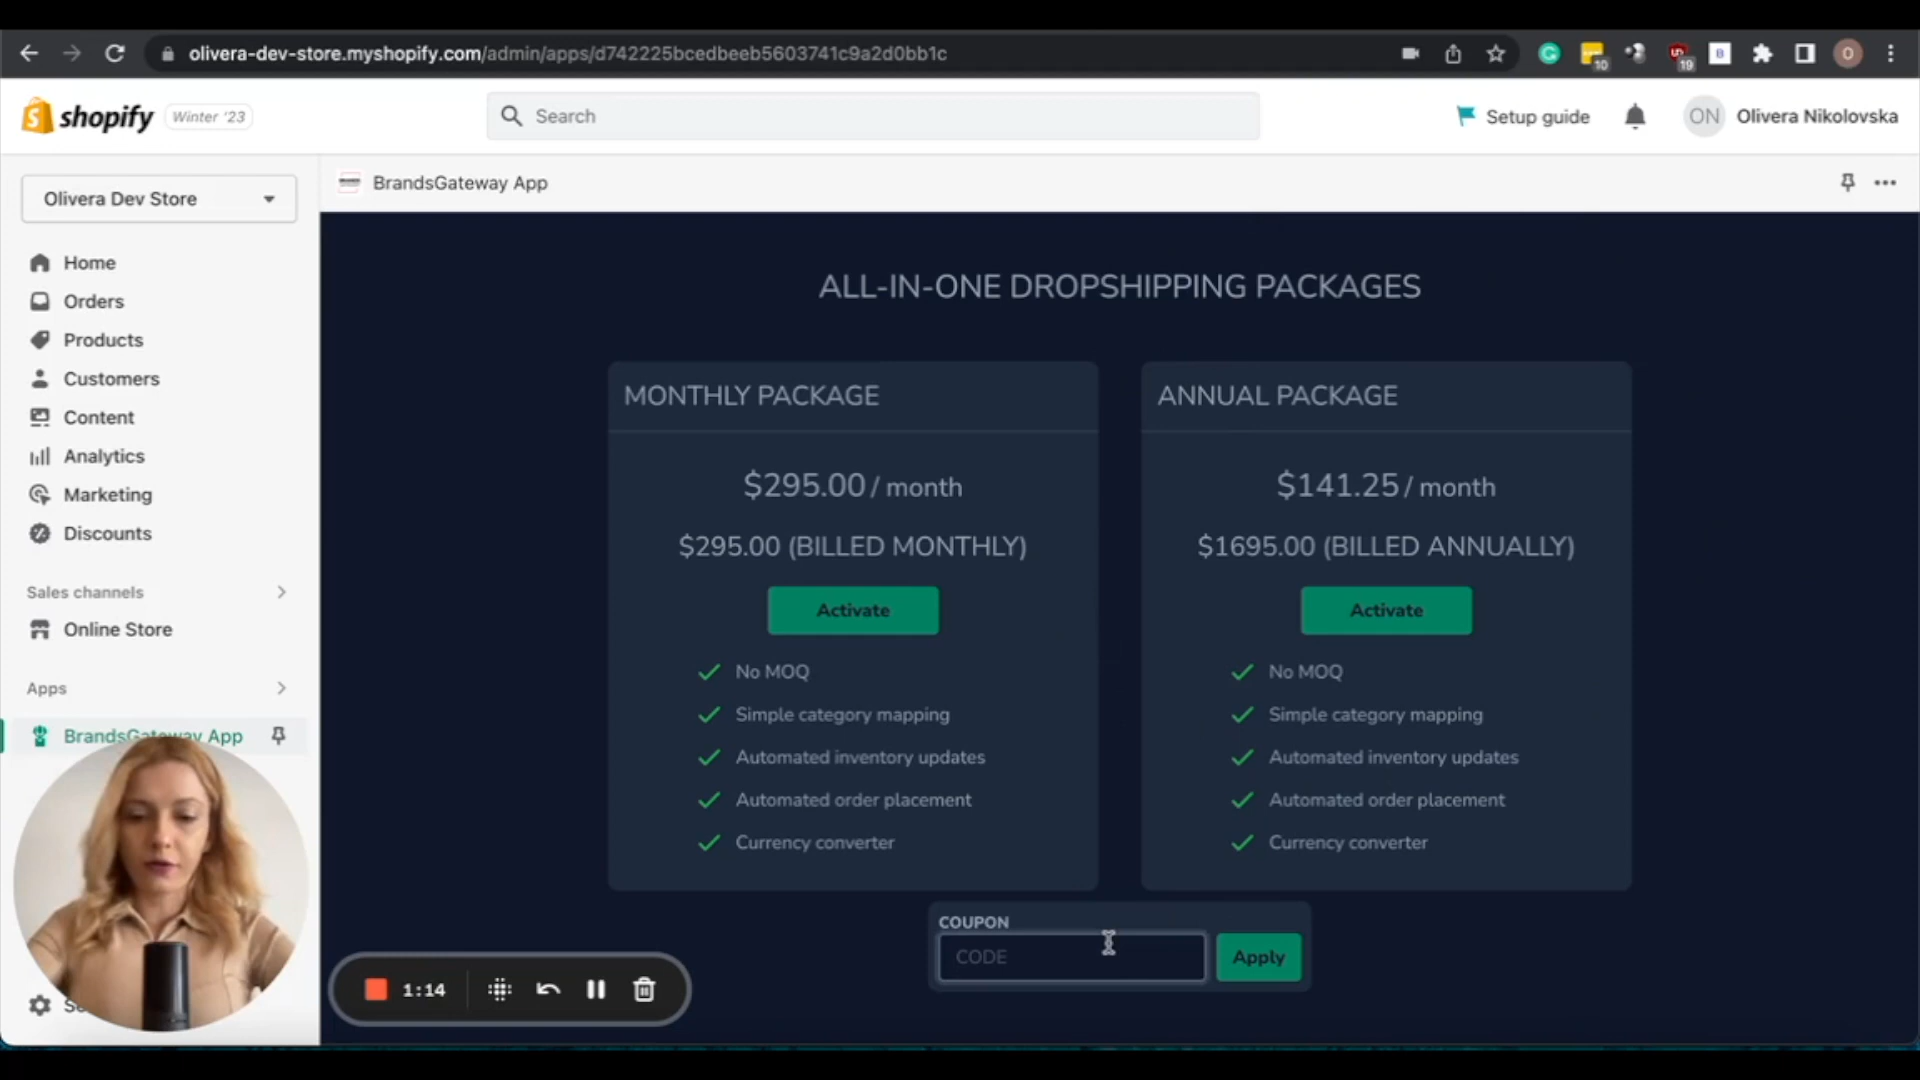 olivera-dev-store.myshopify.com/admin/apps/d742225bcedbeeb5603741c9a2d0bb1c
10
19
O
shopify
Winter '23
Search
Setup guide
ON
Olivera Nikolovska
Olivera Dev Store
BrandsGateway App
Home
Orders
Products
Customers
Content
Analytics
Marketing
Discounts
Sales channels
Online Store
Apps
BrandsGateway App
ALL-IN-ONE DROPSHIPPING PACKAGES
MONTHLY PACKAGE
$295.00 / month
$295.00 (BILLED MONTHLY)
Activate
No MOQ
Simple category mapping
Automated inventory updates
Automated order placement
Currency converter
ANNUAL PACKAGE
$141.25 / month
$1695.00 (BILLED ANNUALLY)
Activate
No MOQ
Simple category mapping
Automated inventory updates
Automated order placement
Currency converter
COUPON
CODE
Apply
1:14